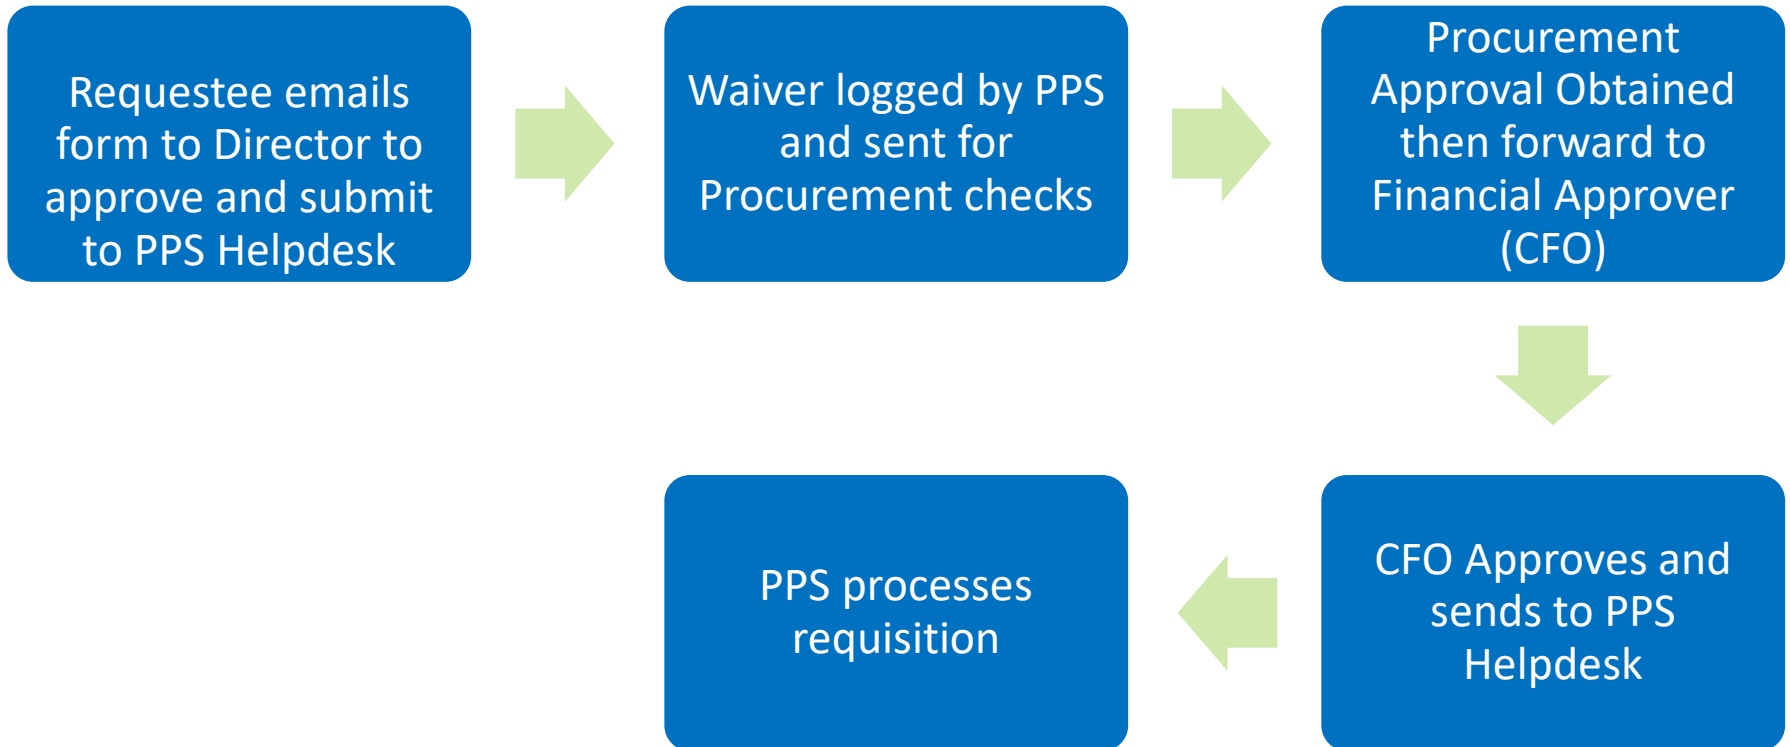 Requestee emails
form to Director to
approve and submit
to PPS Helpdesk
Waiver logged by PPS
and sent for
Procurement checks
Procurement
Approval Obtained
then forward to
Financial Approver
(CFO)
CFO Approves and
sends to PPS
Helpdesk
PPS processes
requisition